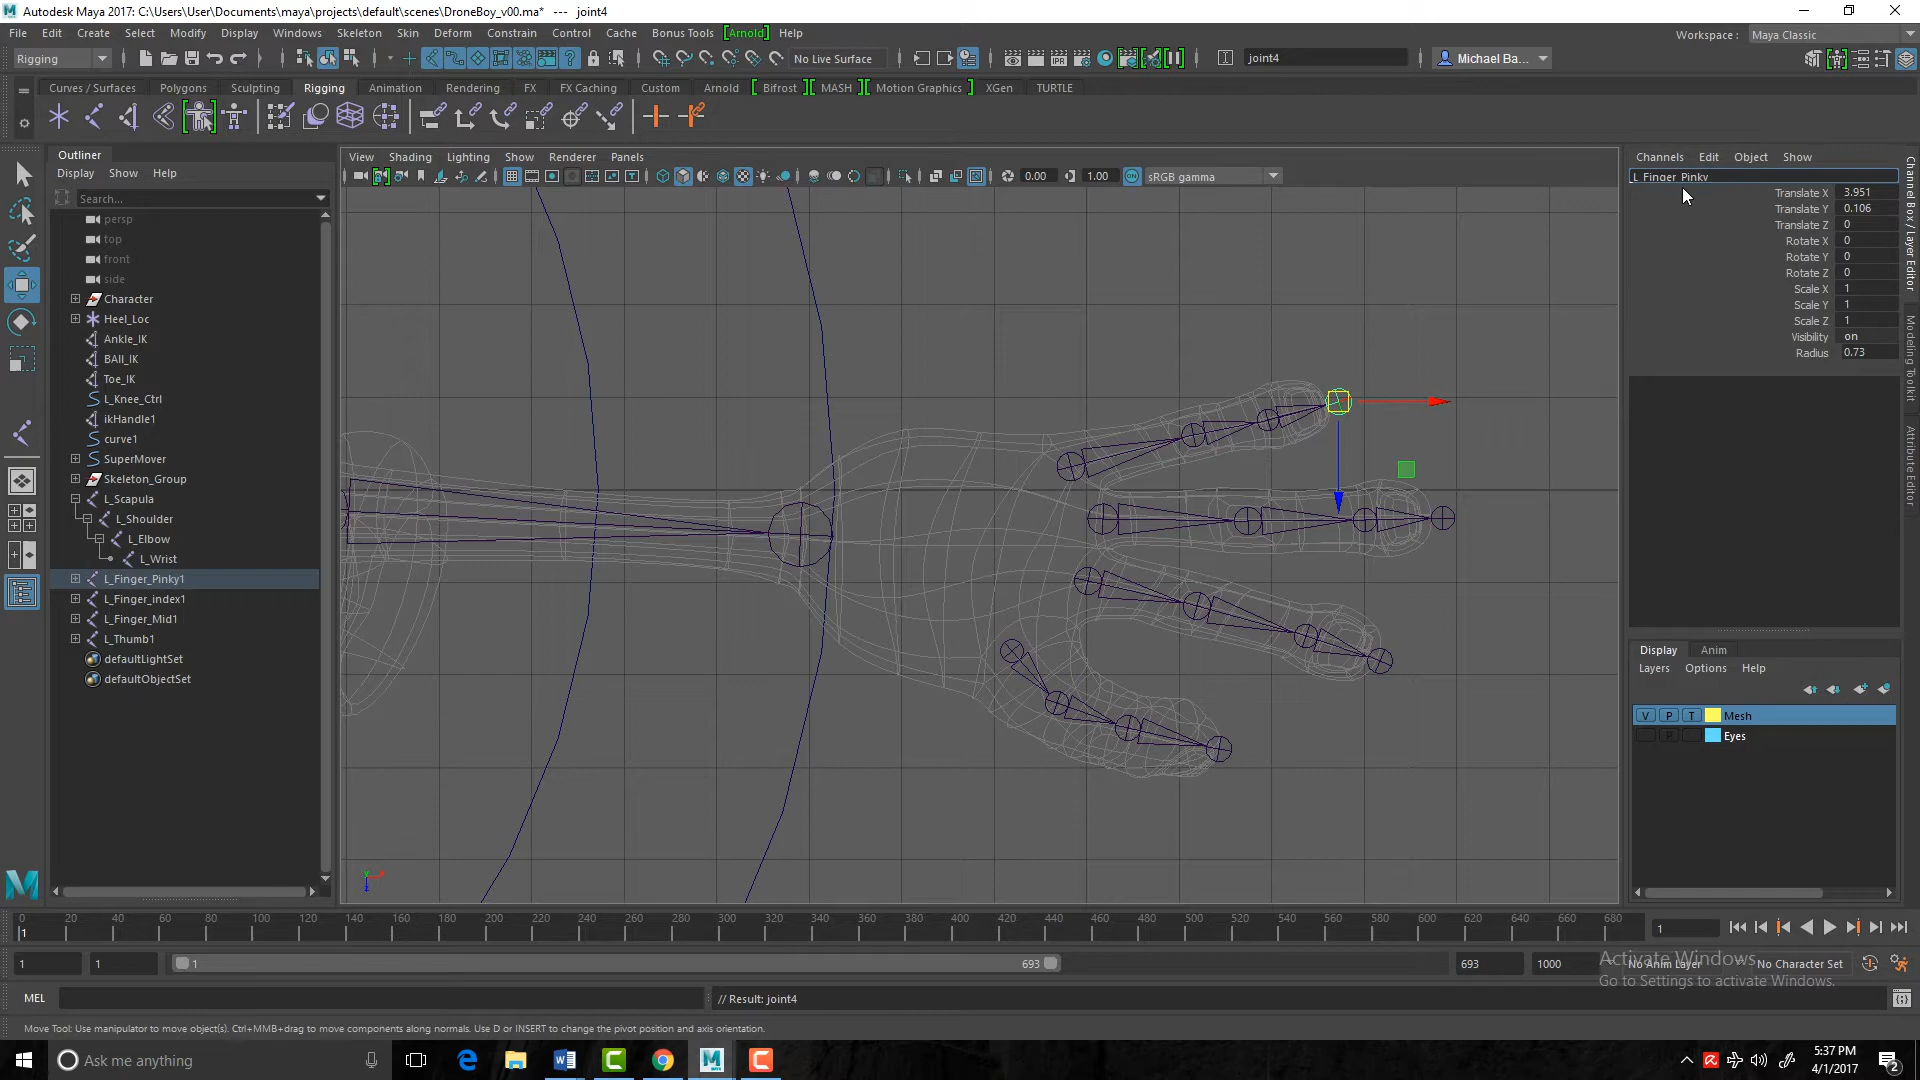 Autodesk Maya 2017: C:\Users\User\Documents\maya\projects\default\scenes\DroneBoy_v00.ma* --- joint4
File Edit Create Select Modify Display Windows Skeleton Skin Deform Constrain Control Cache Bonus Tools [Arnold] Help
Workspace : Maya Classic
Rigging
No Live Surface
joint4
Michael Ba...
Curves / Surfaces Polygons Sculpting Rigging Animation Rendering FX FX Caching Custom Arnold Bifrost MASH Motion Graphics XGen TURTLE
Outliner
Display Show Help
Search...
persp
top
front
side
Character
Heel_Loc
Ankle_IK
BAll_IK
Toe_IK
L_Knee_Ctrl
ikHandle1
curve1
SuperMover
Skeleton_Group
L_Scapula
L_Shoulder
L_Elbow
L_Wrist
L_Finger_Pinky1
L_Finger_index1
L_Finger_Mid1
L_Thumb1
defaultLightSet
defaultObjectSet
View Shading Lighting Show Renderer Panels
0.00 1.00 ON sRGB gamma
Channels Edit Object Show
L_Finger_Pinky
Translate X 3.951
Translate Y 0.106
Translate Z 0
Rotate X 0
Rotate Y 0
Rotate Z 0
Scale X 1
Scale Y 1
Scale Z 1
Visibility on
Radius 0.73
Channel Box / Layer Editor
Modeling Toolkit
Attribute Editor
Display Anim
Layers Options Help
V P T Mesh
P Eyes
0 20 40 60 80 100 120 140 160 180 200 220 240 260 280 300 320 340 360 380 400 420 440 460 480 500 520 540 560 580 600 620 640 660 680
1
1
1 1 1 693 693 1000 No Anim Layer No Character Set
Activate Windows
Go to Settings to activate Windows.
MEL // Result: joint4
Move Tool: Use manipulator to move object(s). Ctrl+MMB+drag to move components along normals. Use D or INSERT to change the pivot position and axis orientation.
Ask me anything
5:37 PM
4/1/2017
2